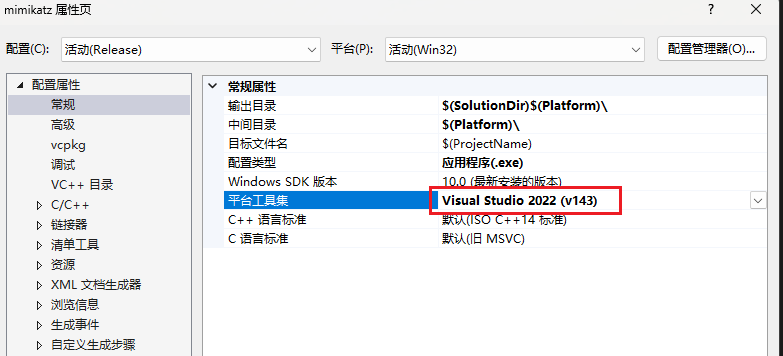 mimikatz 属性页
配置(C): 活动(Release) 平台(P): 活动(Win32) 配置管理器(O)...
配置属性
常规
高级
vcpkg
调试
VC++ 目录
C/C++
链接器
清单工具
资源
XML 文档生成器
浏览信息
生成事件
自定义生成步骤
常规属性
输出目录 $(SolutionDir)$(Platform)\
中间目录 $(Platform)\
目标文件名 $(ProjectName)
配置类型 应用程序(.exe)
Windows SDK 版本 10.0 (最新安装的版本)
平台工具集 Visual Studio 2022 (v143)
C++ 语言标准 默认(ISO C++14 标准)
C 语言标准 默认(旧 MSVC)